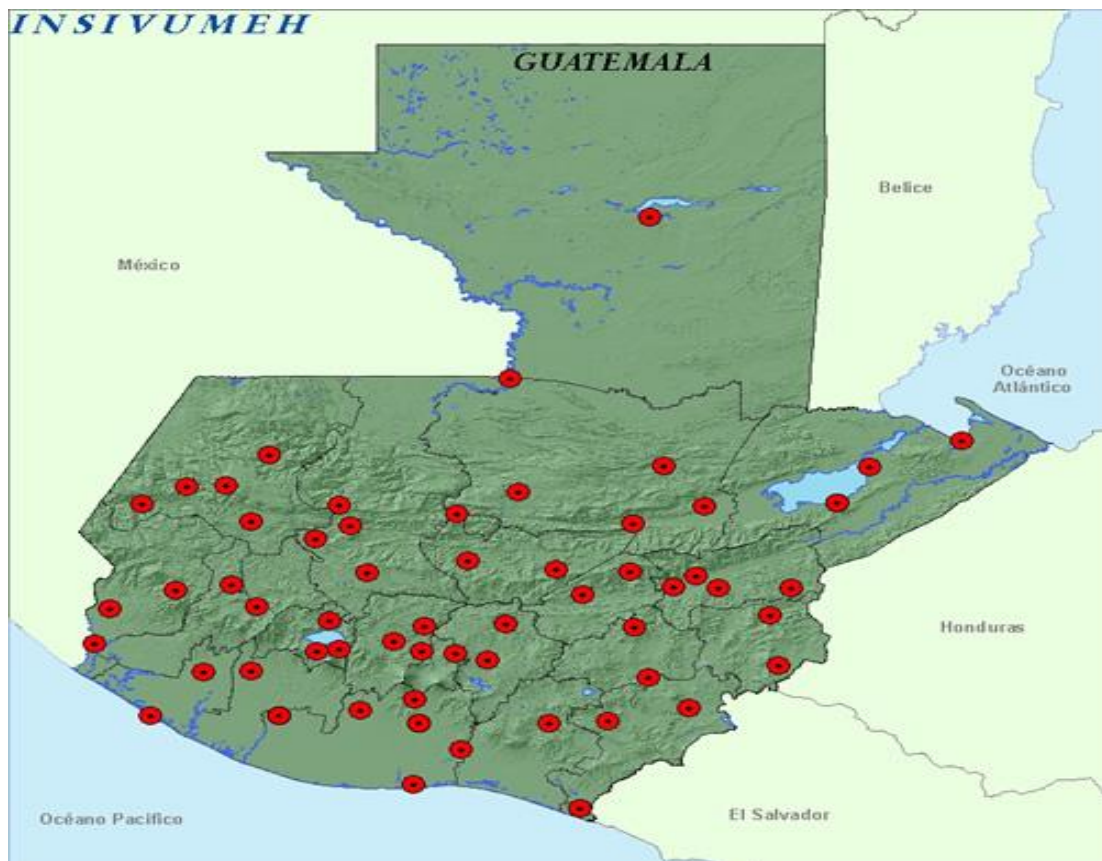 INSIVUMEH
GUATEMALA
Belice
México
Océano
Atlántico
Honduras
El Salvador
Océano Pacífico